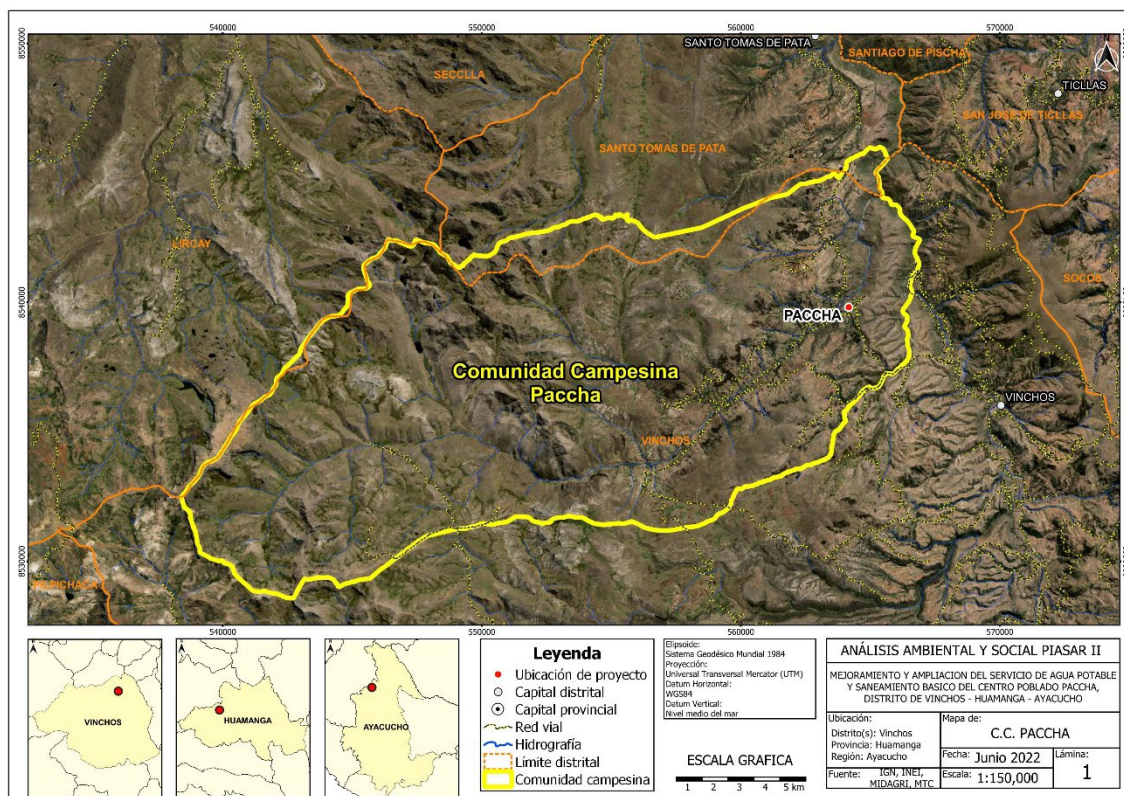 540000
550000
560000
570000
8550000
8540000
8530000
SANTO TOMAS DE PATA
SANTIAGO DE PISCHA
SECCLLA
TICLLAS
SAN JOSE DE TICLLAS
SANTO TOMAS DE PATA
LIRCAY
SOCOS
PACCHA
Comunidad Campesina
Paccha
VINCHOS
VINCHOS
540000
550000
560000
570000
VINCHOS
HUAMANGA
AYACUCHO
Leyenda
Ubicación de proyecto
Capital distrital
Capital provincial
Red vial
Hidrografía
Límite distrital
Comunidad campesina
Elipsoide:
Sistema Geodésico Mundial 1984
Proyección:
Universal Transversal Mercator (UTM)
Datum Horizontal:
WGS84
Datum Vertical:
Nivel medio del mar
ESCALA GRAFICA
1 2 3 4 5 km
ANÁLISIS AMBIENTAL Y SOCIAL PIASAR II
MEJORAMIENTO Y AMPLIACION DEL SERVICIO DE AGUA POTABLE
Y SANEAMIENTO BASICO DEL CENTRO POBLADO PACCHA,
DISTRITO DE VINCHOS - HUAMANGA - AYACUCHO
Ubicación:
Distrito(s): Vinchos
Provincia: Huamanga
Región: Ayacucho
Mapa de:
C.C. PACCHA
Fecha: Junio 2022
Lámina:
1
Fuente: IGN, INEI,
MIDAGRI, MTC
Escala: 1:150,000